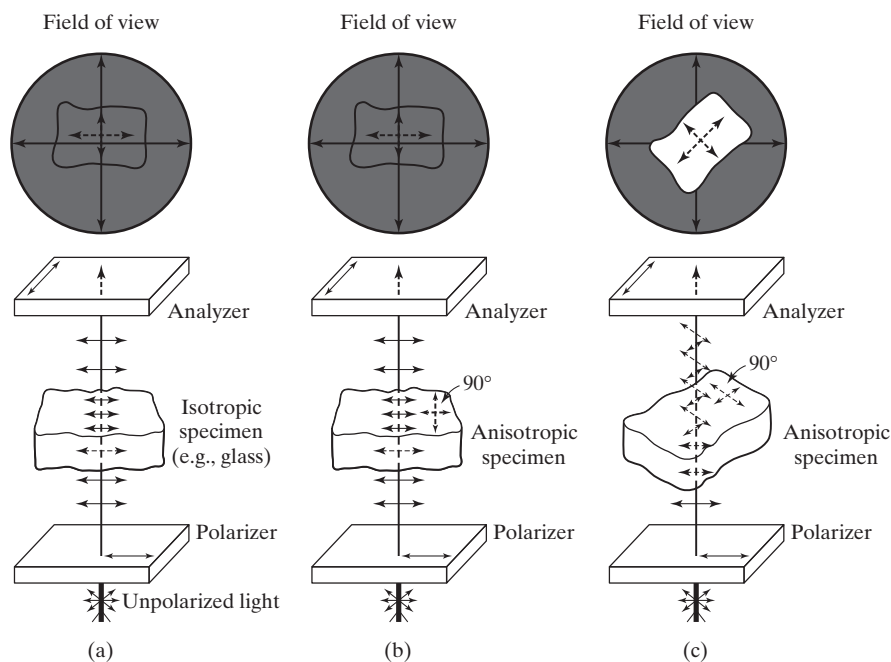 Field of view
Field of view
Field of view
Analyzer
Analyzer
Analyzer
90°
90°
Isotropic
specimen
(e.g., glass)
Anisotropic
specimen
Anisotropic
specimen
Polarizer
Polarizer
Polarizer
Unpolarized light
(a)
(b)
(c)